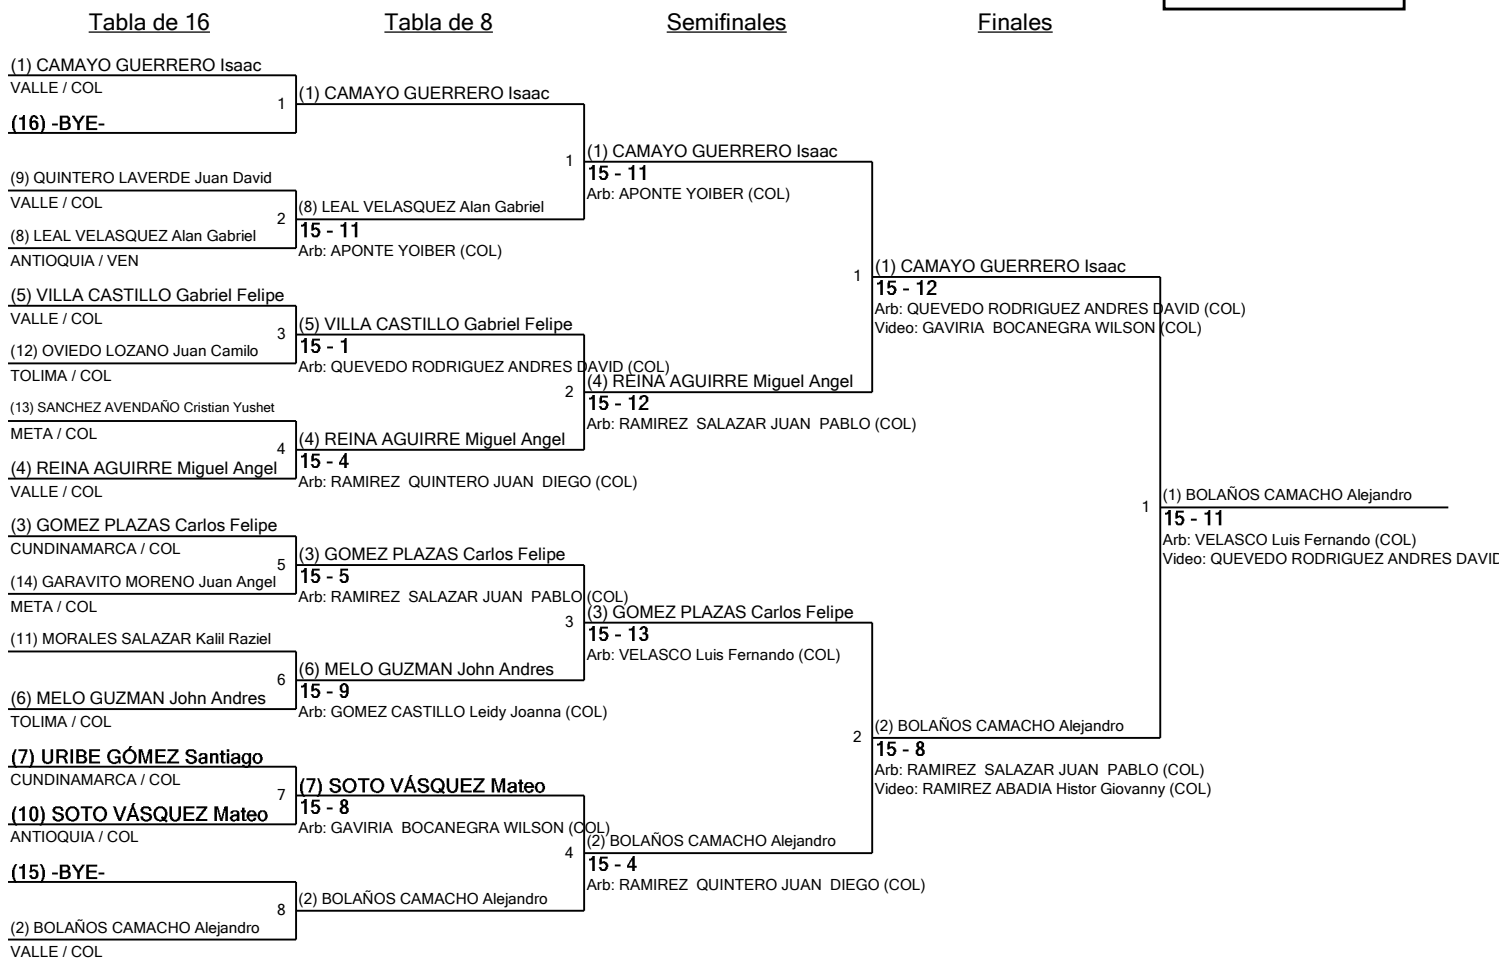 Tabla de 16
Tabla de 8
Semifinales
Finales
(1) CAMAYO GUERRERO Isaac
VALLE / COL
1
(16) -BYE-
(9) QUINTERO LAVERDE Juan David
VALLE / COL
2
(8) LEAL VELASQUEZ Alan Gabriel
ANTIOQUIA / VEN
(5) VILLA CASTILLO Gabriel Felipe
VALLE / COL
3
(12) OVIEDO LOZANO Juan Camilo
TOLIMA / COL
(13) SANCHEZ AVENDAÑO Cristian Yushet
META / COL
4
(4) REINA AGUIRRE Miguel Angel
VALLE / COL
(3) GOMEZ PLAZAS Carlos Felipe
CUNDINAMARCA / COL
5
(14) GARAVITO MORENO Juan Angel
META / COL
(11) MORALES SALAZAR Kalil Raziel
6
(6) MELO GUZMAN John Andres
TOLIMA / COL
(7) URIBE GÓMEZ Santiago
CUNDINAMARCA / COL
7
(10) SOTO VÁSQUEZ Mateo
ANTIOQUIA / COL
(15) -BYE-
8
(2) BOLAÑOS CAMACHO Alejandro
VALLE / COL
(1) CAMAYO GUERRERO Isaac
1
(8) LEAL VELASQUEZ Alan Gabriel
15 - 11
Arb: APONTE YOIBER (COL)
(5) VILLA CASTILLO Gabriel Felipe
15 - 1
Arb: QUEVEDO RODRIGUEZ ANDRES DAVID (COL)
2
(4) REINA AGUIRRE Miguel Angel
15 - 4
Arb: RAMIREZ QUINTERO JUAN DIEGO (COL)
(3) GOMEZ PLAZAS Carlos Felipe
15 - 5
Arb: RAMIREZ SALAZAR JUAN PABLO (COL)
3
(6) MELO GUZMAN John Andres
15 - 9
Arb: GOMEZ CASTILLO Leidy Joanna (COL)
(7) SOTO VÁSQUEZ Mateo
15 - 8
Arb: GAVIRIA BOCANEGRA WILSON (COL)
4
(2) BOLAÑOS CAMACHO Alejandro
(1) CAMAYO GUERRERO Isaac
15 - 11
Arb: APONTE YOIBER (COL)
1
(4) REINA AGUIRRE Miguel Angel
15 - 12
Arb: RAMIREZ SALAZAR JUAN PABLO (COL)
(3) GOMEZ PLAZAS Carlos Felipe
15 - 13
Arb: VELASCO Luis Fernando (COL)
2
(2) BOLAÑOS CAMACHO Alejandro
15 - 4
Arb: RAMIREZ QUINTERO JUAN DIEGO (COL)
(1) CAMAYO GUERRERO Isaac
15 - 12
Arb: QUEVEDO RODRIGUEZ ANDRES DAVID (COL)
Video: GAVIRIA BOCANEGRA WILSON (COL)
1
(2) BOLAÑOS CAMACHO Alejandro
15 - 8
Arb: RAMIREZ SALAZAR JUAN PABLO (COL)
Video: RAMIREZ ABADIA Histor Giovanny (COL)
(1) BOLAÑOS CAMACHO Alejandro
15 - 11
Arb: VELASCO Luis Fernando (COL)
Video: QUEVEDO RODRIGUEZ ANDRES DAVID